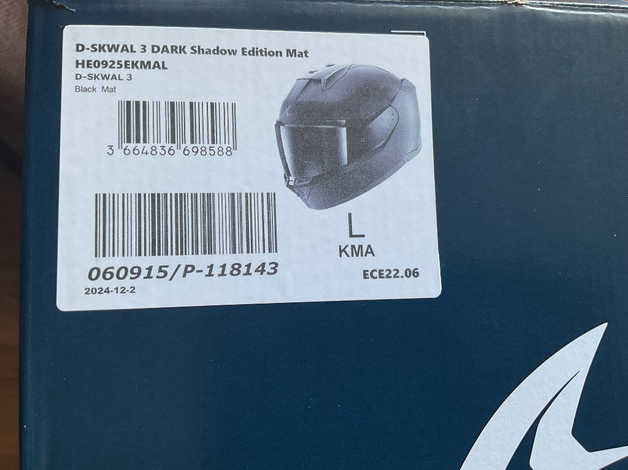 D-SKWAL 3 DARK Shadow Edition Mat
HE0925EKMAL
D-SKWAL 3
Black Mat
3 664836 698588
L
KMA
060915/P-118143
ECE22.06
2024-12-2